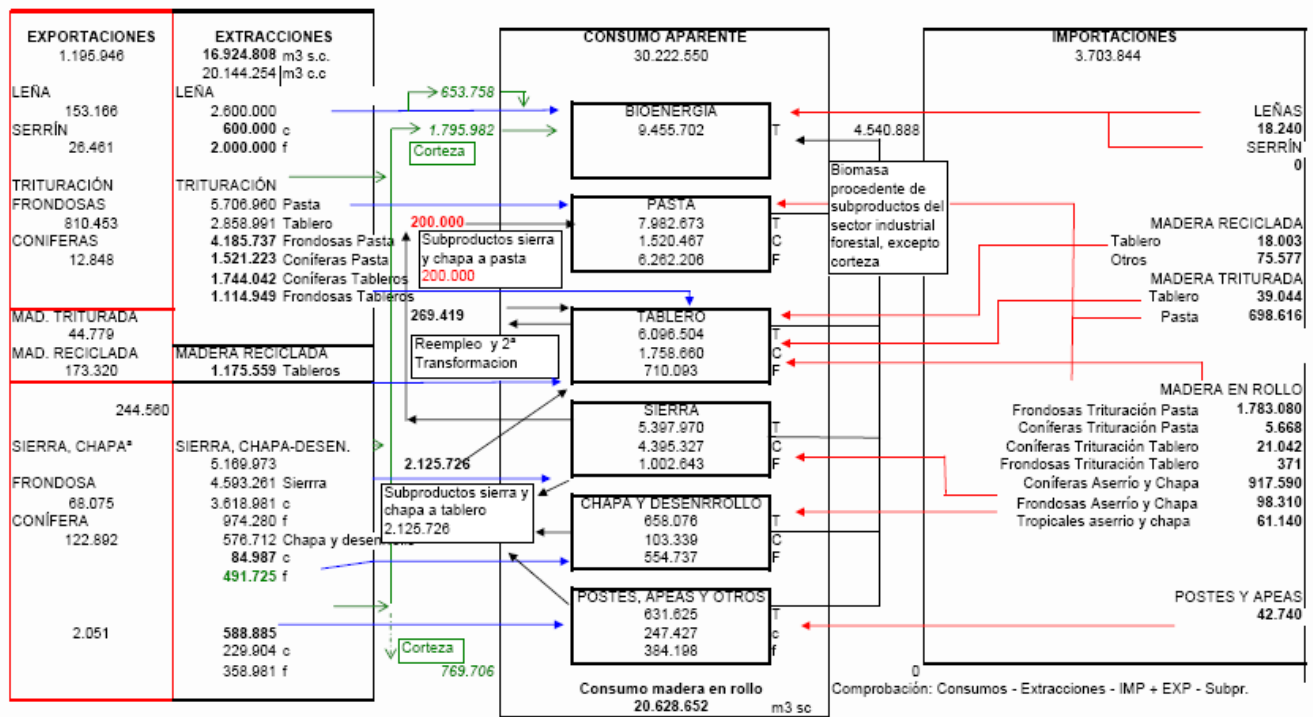 EXPORTACIONES
1.195.946
LEÑA
153.166
SERRÍN
26.461
TRITURACIÓN
FRONDOSAS
810.453
CONIFERAS
12.848
MAD. TRITURADA
44.779
MAD. RECICLADA
173.320
244.560
SIERRA, CHAPAª
FRONDOSA
68.075
CONÍFERA
122.892
2.051
EXTRACCIONES
16.924.808 m3 s.c.
20.144.254 m3 c.c
LEÑA
2.600.000
600.000 c
2.000.000 f
TRITURACIÓN
5.706.960 Pasta
2.858.991 Tablero
4.185.737 Frondosas Pasta
1.521.223 Coníferas Pasta
1.744.042 Coníferas Tableros
1.114.949 Frondosas Tableros
MADERA RECICLADA
1.175.559 Tableros
SIERRA, CHAPA-DESEN.
5.169.973
4.593.261 Sierrra
3.618.981 c
974.280 f
576.712 Chapa y desenrrollo
84.987 c
491.725 f
588.885
229.904 c
358.981 f
653.758
1.795.982
Corteza
200.000
Subproductos sierra
y chapa a pasta
200.000
269.419
Reempleo y 2ª
Transformacion
2.125.726
Subproductos sierra y
chapa a tablero
2.125.726
Corteza
769.706
CONSUMO APARENTE
30.222.550
BIOENERGIA
9.455.702 T
PASTA
7.982.673 T
1.520.467 C
6.262.206 F
TABLERO
6.096.504 T
1.758.660 C
710.093 F
SIERRA
5.397.970 T
4.395.327 C
1.002.643 F
CHAPA Y DESENRROLLO
658.076 T
103.339 C
554.737 F
POSTES, APEAS Y OTROS
631.625 T
247.427 c
384.198 f
Consumo madera en rollo
20.628.652 m3 sc
4.540.888
Biomasa
procedente de
subproductos del
sector industrial
forestal, excepto
corteza
IMPORTACIONES
3.703.844
LEÑAS
18.240
SERRÍN
0
MADERA RECICLADA
Tablero 18.003
Otros 75.577
MADERA TRITURADA
Tablero 39.044
Pasta 698.616
MADERA EN ROLLO
Frondosas Trituración Pasta 1.783.080
Coníferas Trituración Pasta 5.668
Coníferas Trituración Tablero 21.042
Frondosas Trituración Tablero 371
Coníferas Aserrío y Chapa 917.590
Frondosas Aserrío y Chapa 98.310
Tropicales aserrio y chapa 61.140
POSTES Y APEAS
42.740
0
Comprobación: Consumos - Extracciones - IMP + EXP - Subpr.